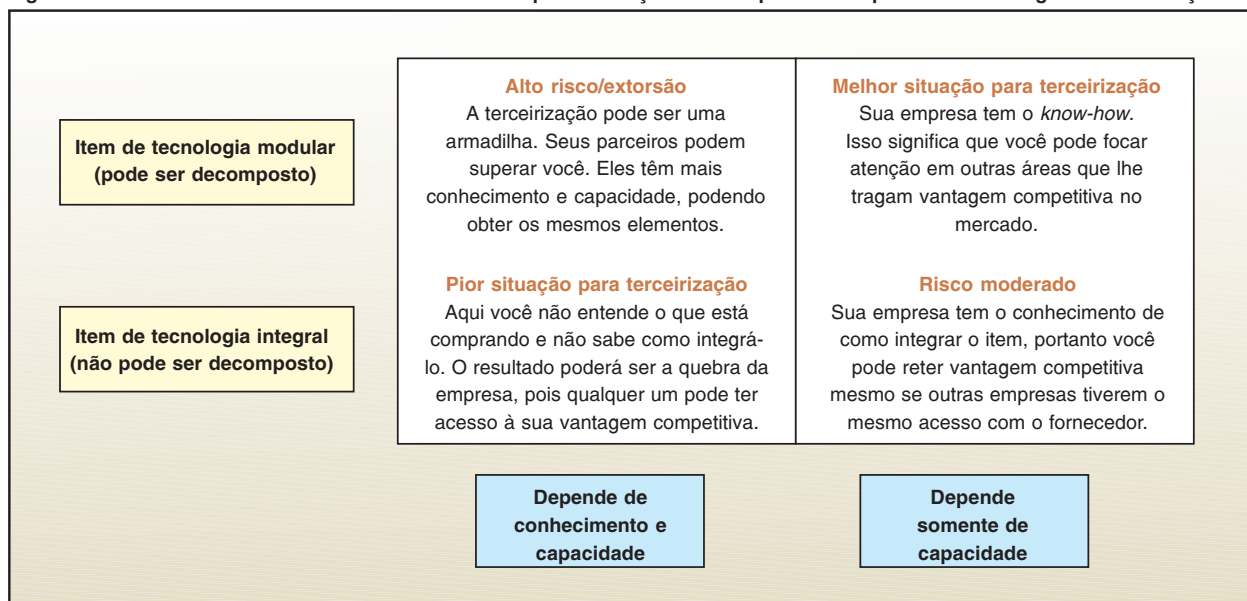 Item de tecnologia modular
(pode ser decomposto)
Alto risco/extorsão
A terceirização pode ser uma
armadilha. Seus parceiros podem
superar você. Eles têm mais
conhecimento e capacidade, podendo
obter os mesmos elementos.
Melhor situação para terceirização
Sua empresa tem o know-how.
Isso significa que você pode focar
atenção em outras áreas que lhe
tragam vantagem competitiva no
mercado.
Item de tecnologia integral
(não pode ser decomposto)
Pior situação para terceirização
Aqui você não entende o que está
comprando e não sabe como integrá-
lo. O resultado poderá ser a quebra da
empresa, pois qualquer um pode ter
acesso à sua vantagem competitiva.
Risco moderado
Sua empresa tem o conhecimento de
como integrar o item, portanto você
pode reter vantagem competitiva
mesmo se outras empresas tiverem o
mesmo acesso com o fornecedor.
Depende de
conhecimento e
capacidade
Depende
somente de
capacidade